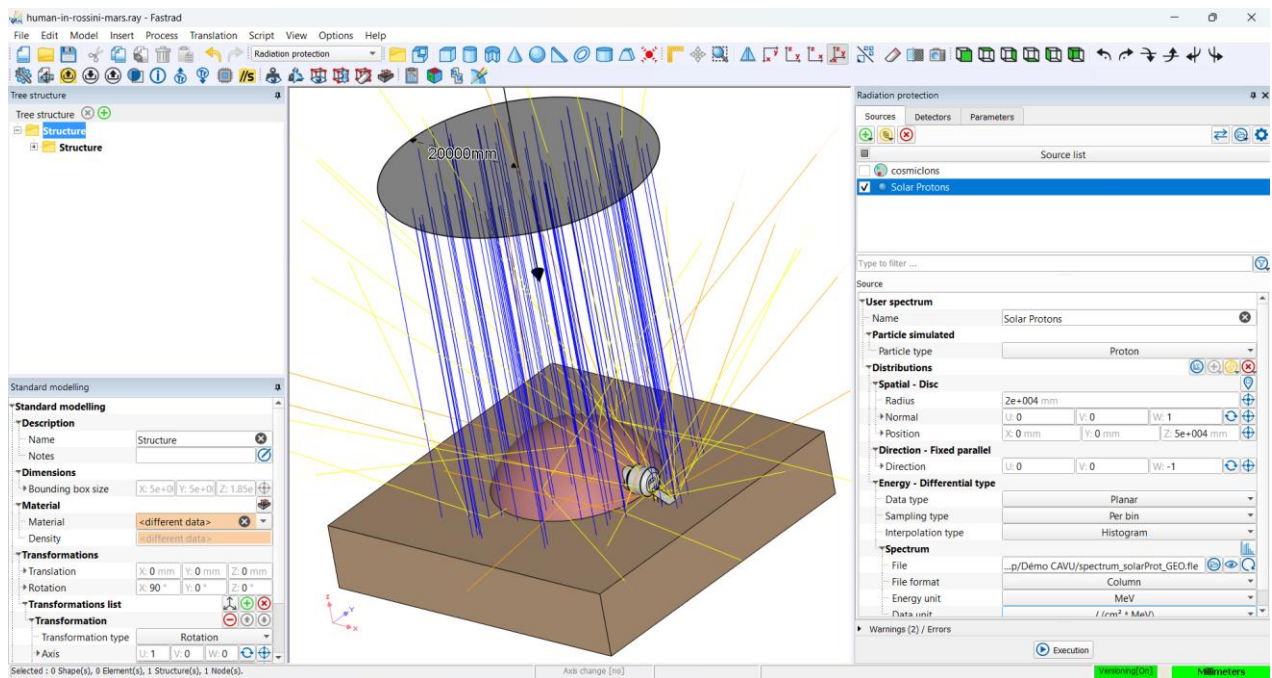 human-in-rossini-mars.ray - Fastrad
File Edit Model Insert Process Translation Script View Options Help
Radiation protection
Tree structure
Tree structure
Structure
Structure
Standard modelling
Standard modelling
Description
Name Structure
Notes
Dimensions
Bounding box size X: 5e+0( Y: 5e+0( Z: 1.85e
Material
Material <different data>
Density <different data>
Transformations
Translation X: 0 mm Y: 0 mm Z: 0 mm
Rotation X: 90 ° Y: 0 ° Z: 0 °
Transformations list
Transformation
Transformation type Rotation
Axis U: 1 V: 0 W: 0
20000mm
z
Y
x
Radiation protection
Sources Detectors Parameters
Source list
cosmicIons
Solar Protons
Type to filter ...
Source
User spectrum
Name Solar Protons
Particle simulated
Particle type Proton
Distributions
Spatial - Disc
Radius 2e+004 mm
Normal U: 0 V: 0 W: 1
Position X: 0 mm Y: 0 mm Z: 5e+004 mm
Direction - Fixed parallel
Direction U: 0 V: 0 W: -1
Energy - Differential type
Data type Planar
Sampling type Per bin
Interpolation type Histogram
Spectrum
File ...p/Démo CAVU/spectrum_solarProt_GEO.fle
File format Column
Energy unit MeV
Data unit / (cm² * MeV)
Warnings (2) / Errors
Execution
Selected : 0 Shape(s), 0 Element(s), 1 Structure(s), 1 Node(s).
Axis change [no]
Versioning[On]
Millimeters